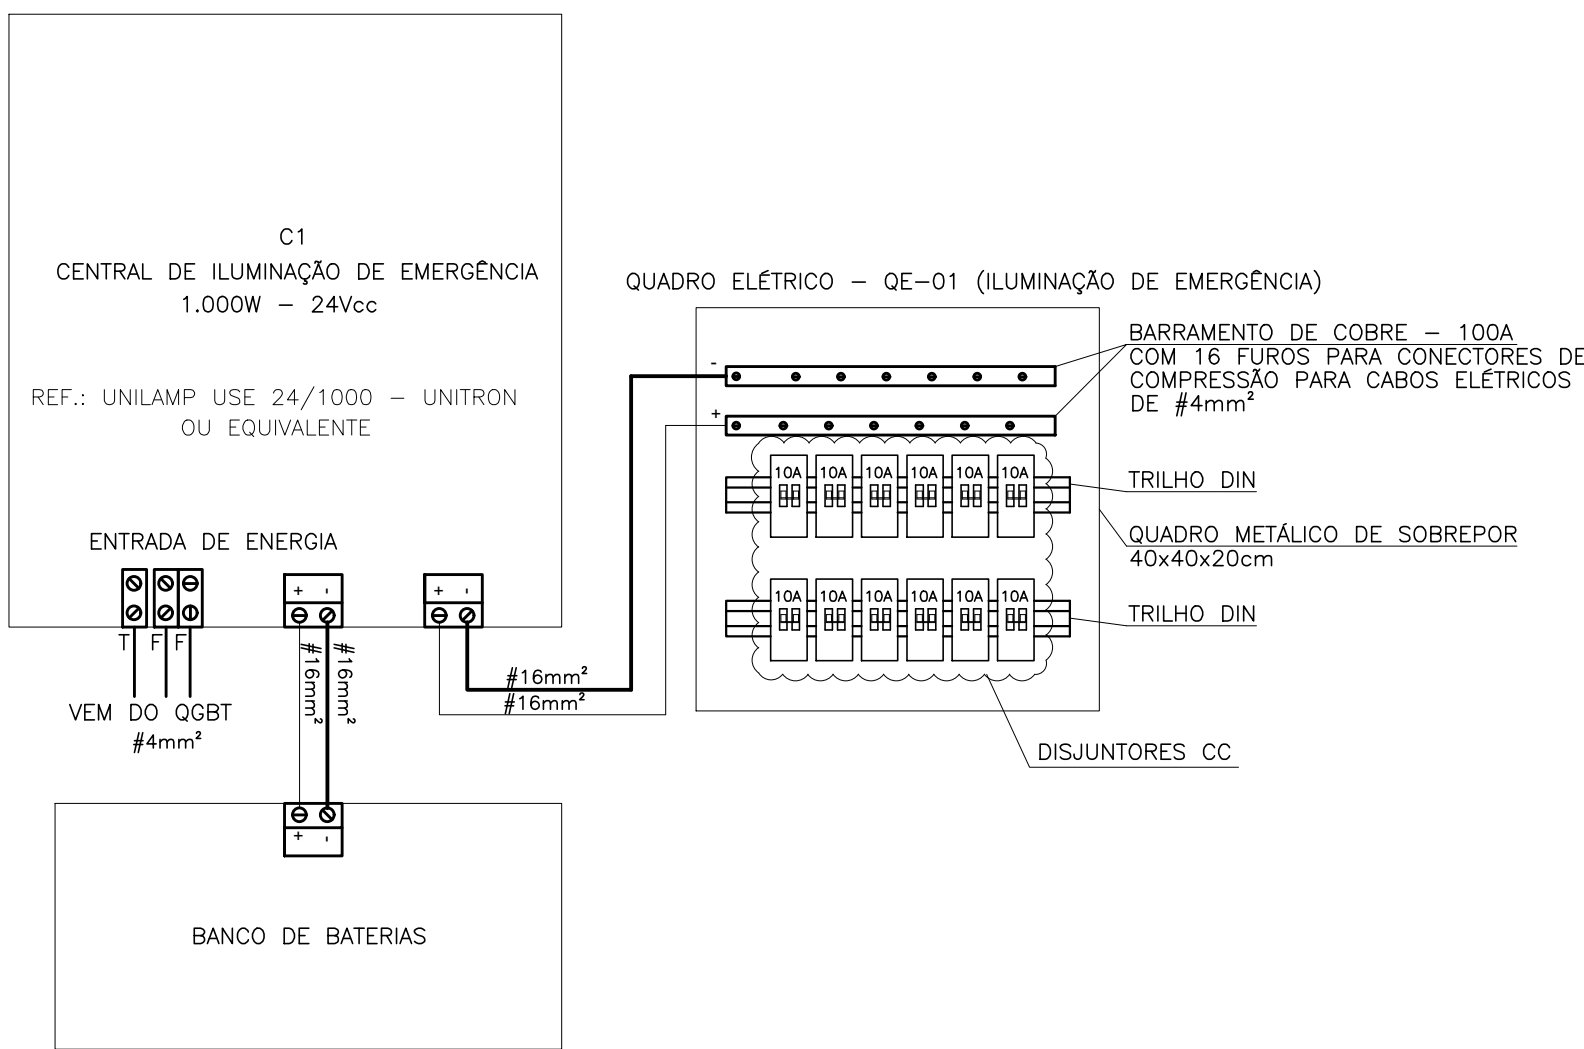 C1
CENTRAL DE ILUMINAÇÃO DE EMERGÊNCIA
1.000W – 24Vcc
REF.: UNILAMP USE 24/1000 – UNITRON
OU EQUIVALENTE
ENTRADA DE ENERGIA
+ -
+ -
T F F
#16mm²
#16mm²
VEM DO QGBT
#4mm²
#16mm²
#16mm²
+ -
BANCO DE BATERIAS
QUADRO ELÉTRICO – QE-01 (ILUMINAÇÃO DE EMERGÊNCIA)
-
+
BARRAMENTO DE COBRE – 100A
COM 16 FUROS PARA CONECTORES DE
COMPRESSÃO PARA CABOS ELÉTRICOS
DE #4mm²
10A 10A 10A 10A 10A 10A
TRILHO DIN
QUADRO METÁLICO DE SOBREPOR
40x40x20cm
10A 10A 10A 10A 10A 10A
TRILHO DIN
DISJUNTORES CC